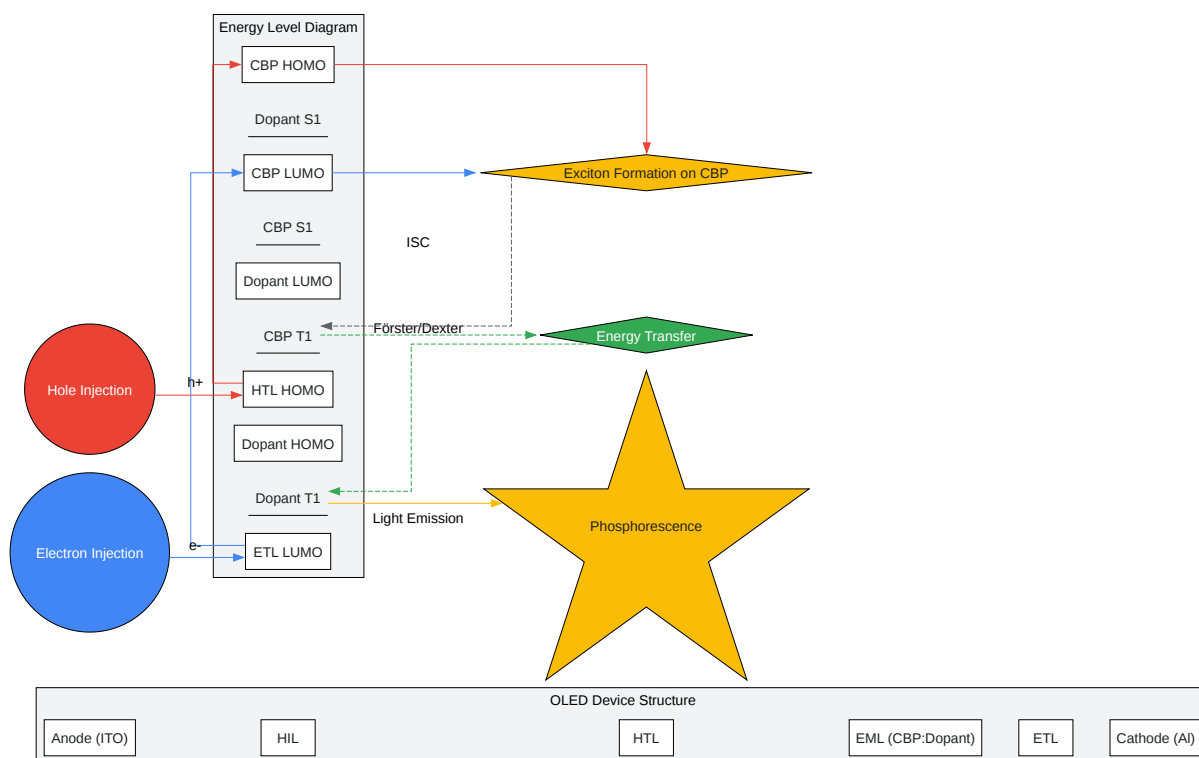 Energy Level Diagram
CBP HOMO
Dopant S1
CBP LUMO
Exciton Formation on CBP
CBP S1
ISC
Dopant LUMO
Förster/Dexter
CBP T1
Energy Transfer
h+
Hole Injection
HTL HOMO
Dopant HOMO
Dopant T1
Light Emission
Phosphorescence
e-
Electron Injection
ETL LUMO
OLED Device Structure
Anode (ITO)
HIL
HTL
EML (CBP:Dopant)
ETL
Cathode (Al)